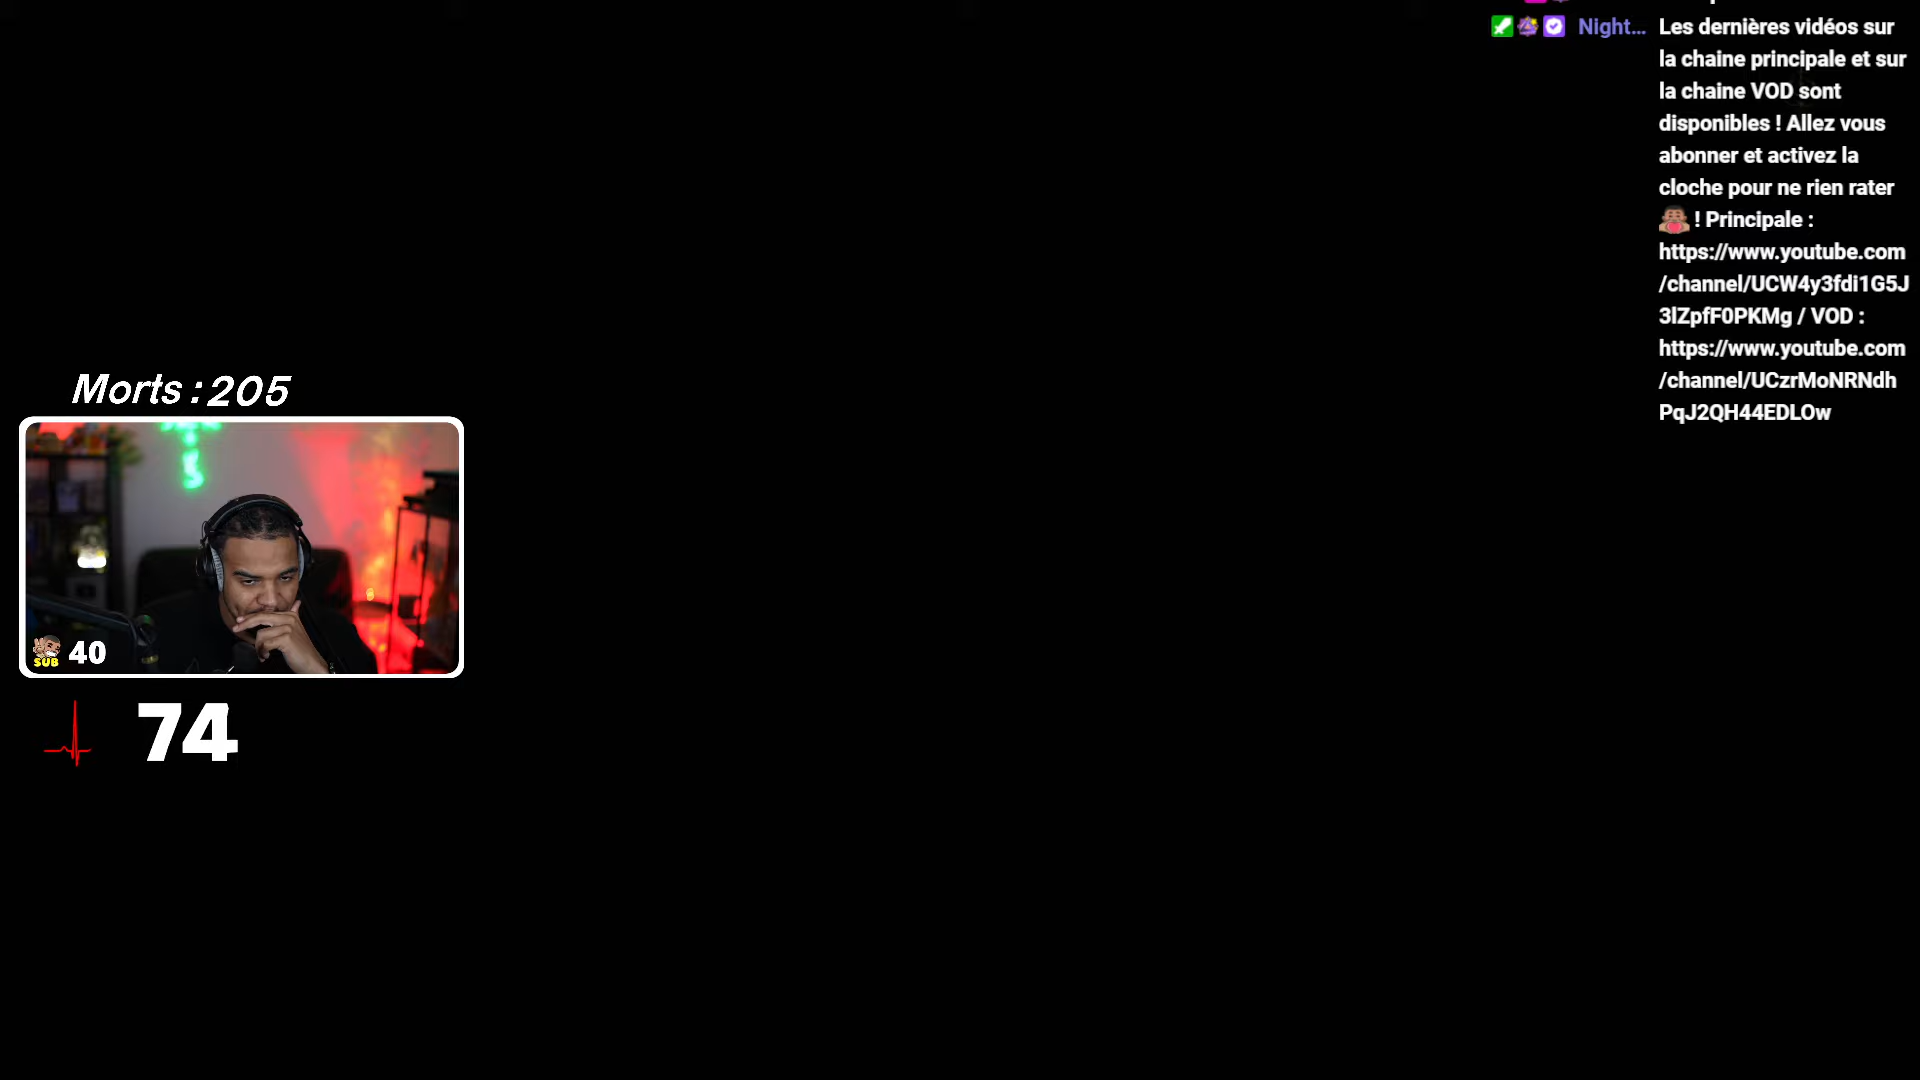 Night...
Les dernières vidéos sur
la chaine principale et sur
la chaine VOD sont
disponibles ! Allez vous
abonner et activez la
cloche pour ne rien rater
! Principale :
https://www.youtube.com
/channel/UCW4y3fdi1G5J
3lZpfF0PKMg / VOD :
https://www.youtube.com
/channel/UCzrMoNRNdh
PqJ2QH44EDLOw
Morts : 205
SUB 40
74